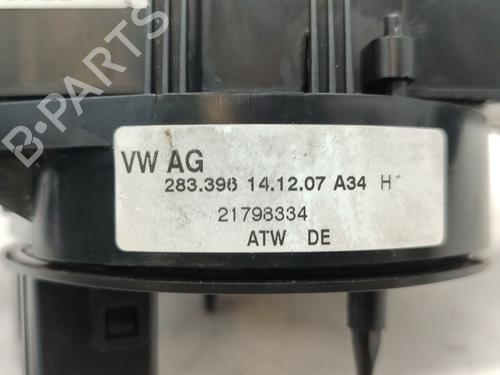 B-PARTS
VW AG
283.396 14.12.07 A34 H
21798334
ATW DE